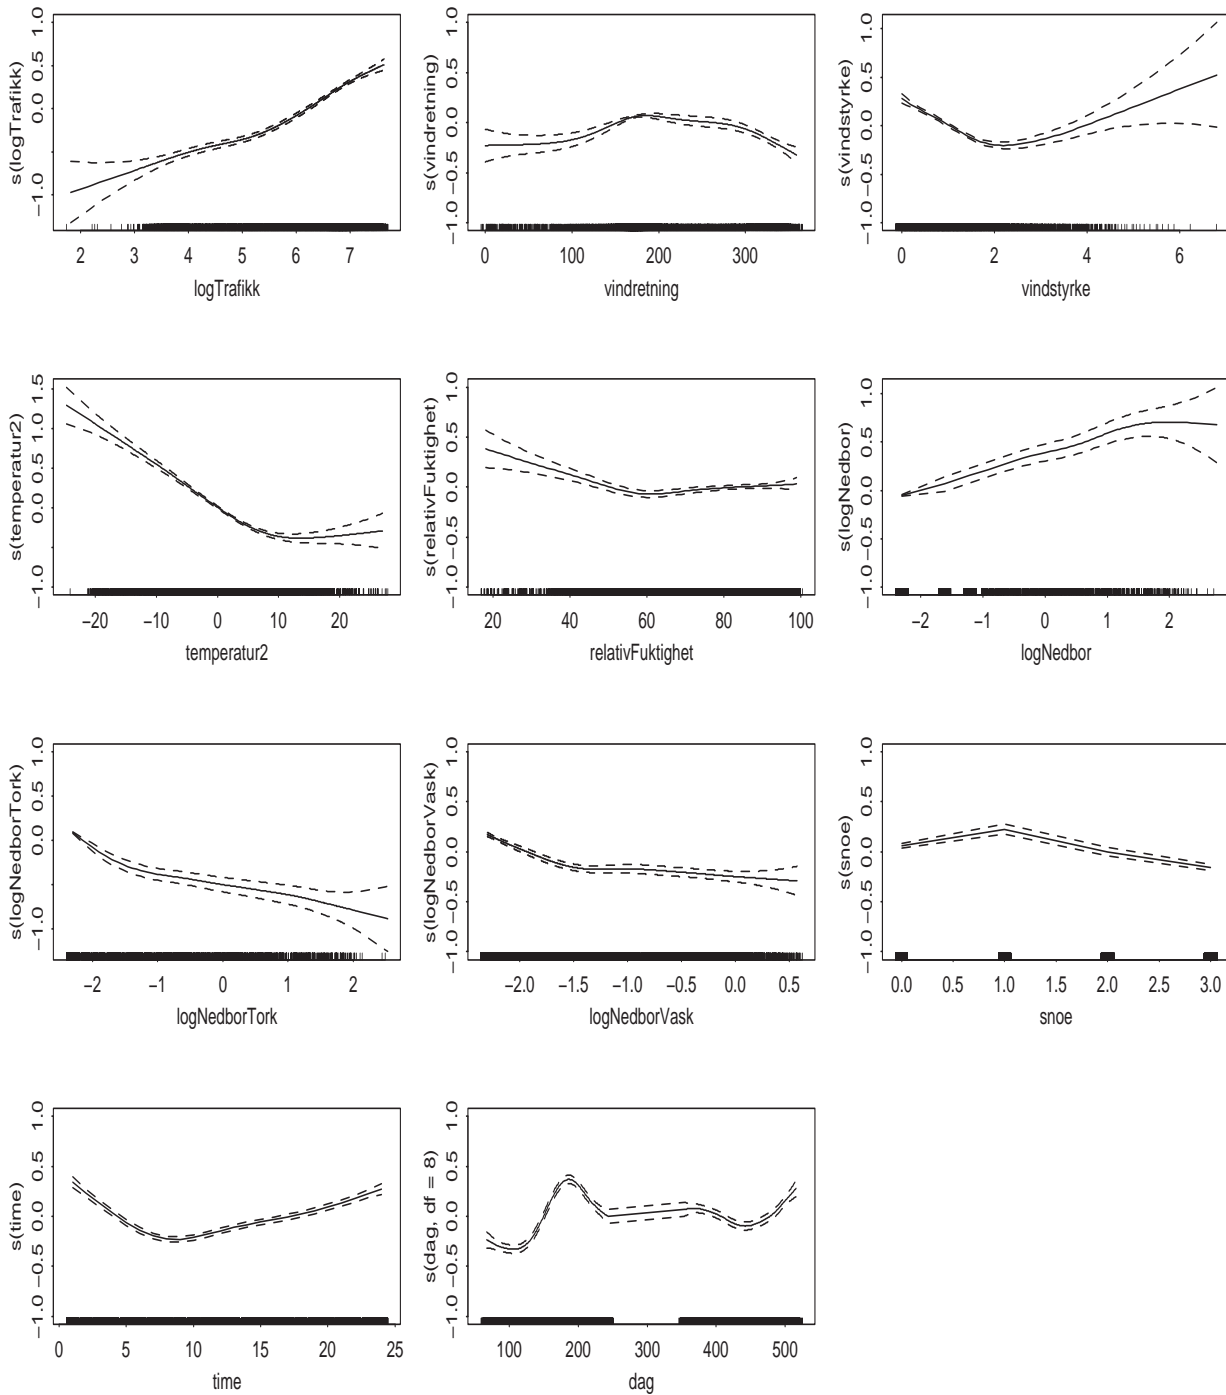 s(logTrafikk)
−1.0 0.0 0.5 1.0
2 3 4 5 6 7
logTrafikk
s(vindretning)
−1.0 −0.5 0.0 0.5 1.0
0 100 200 300
vindretning
s(vindstyrke)
−1.0 −0.5 0.0 0.5 1.0
0 2 4 6
vindstyrke
s(temperatur2)
−1.0 0.0 0.5 1.0 1.5
−20 −10 0 10 20
temperatur2
s(relativFuktighet)
−1.0 −0.5 0.0 0.5 1.0
20 40 60 80 100
relativFuktighet
s(logNedbor)
−1.0 −0.5 0.0 0.5 1.0
−2 −1 0 1 2
logNedbor
s(logNedborTork)
−1.0 0.0 0.5 1.0
−2 −1 0 1 2
logNedborTork
s(logNedborVask)
−1.0 −0.5 0.0 0.5 1.0
−2.0 −1.5 −1.0 −0.5 0.0 0.5
logNedborVask
s(snoe)
−1.0 −0.5 0.0 0.5 1.0
0.0 0.5 1.0 1.5 2.0 2.5 3.0
snoe
s(time)
−1.0 −0.5 0.0 0.5 1.0
0 5 10 15 20 25
time
s(dag, df = 8)
−1.0 −0.5 0.0 0.5 1.0
100 200 300 400 500
dag